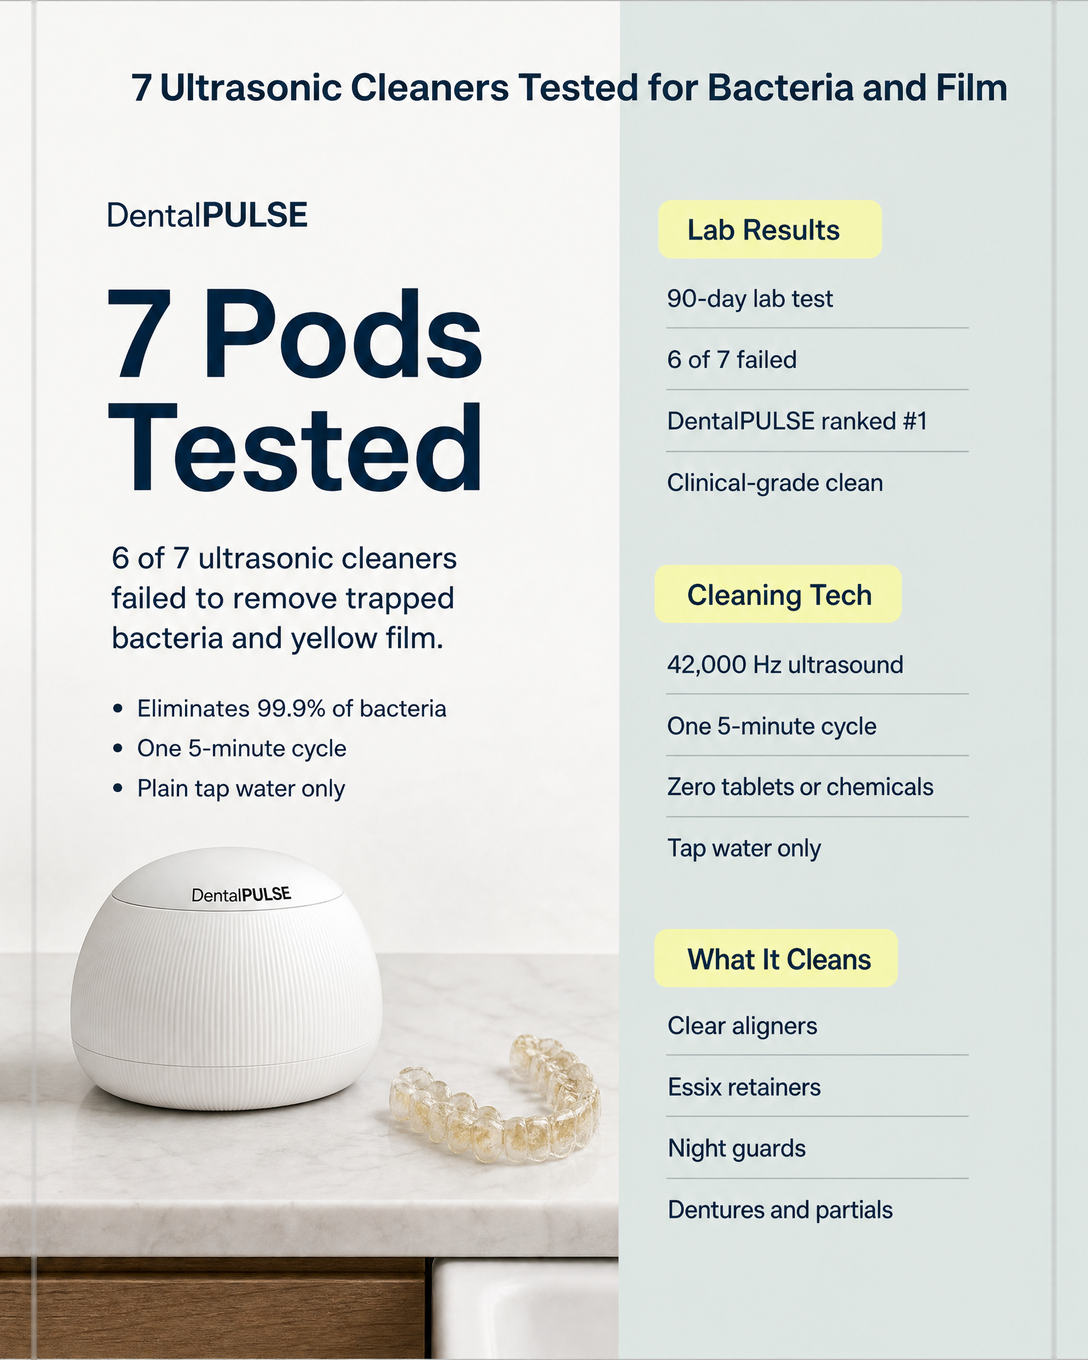 7 Ultrasonic Cleaners Tested for Bacteria and Film
DentalPULSE
7 Pods
Tested
6 of 7 ultrasonic cleaners
failed to remove trapped
bacteria and yellow film.
• Eliminates 99.9% of bacteria
• One 5-minute cycle
• Plain tap water only
DentalPULSE
Lab Results
90-day lab test
6 of 7 failed
DentalPULSE ranked #1
Clinical-grade clean
Cleaning Tech
42,000 Hz ultrasound
One 5-minute cycle
Zero tablets or chemicals
Tap water only
What It Cleans
Clear aligners
Essix retainers
Night guards
Dentures and partials